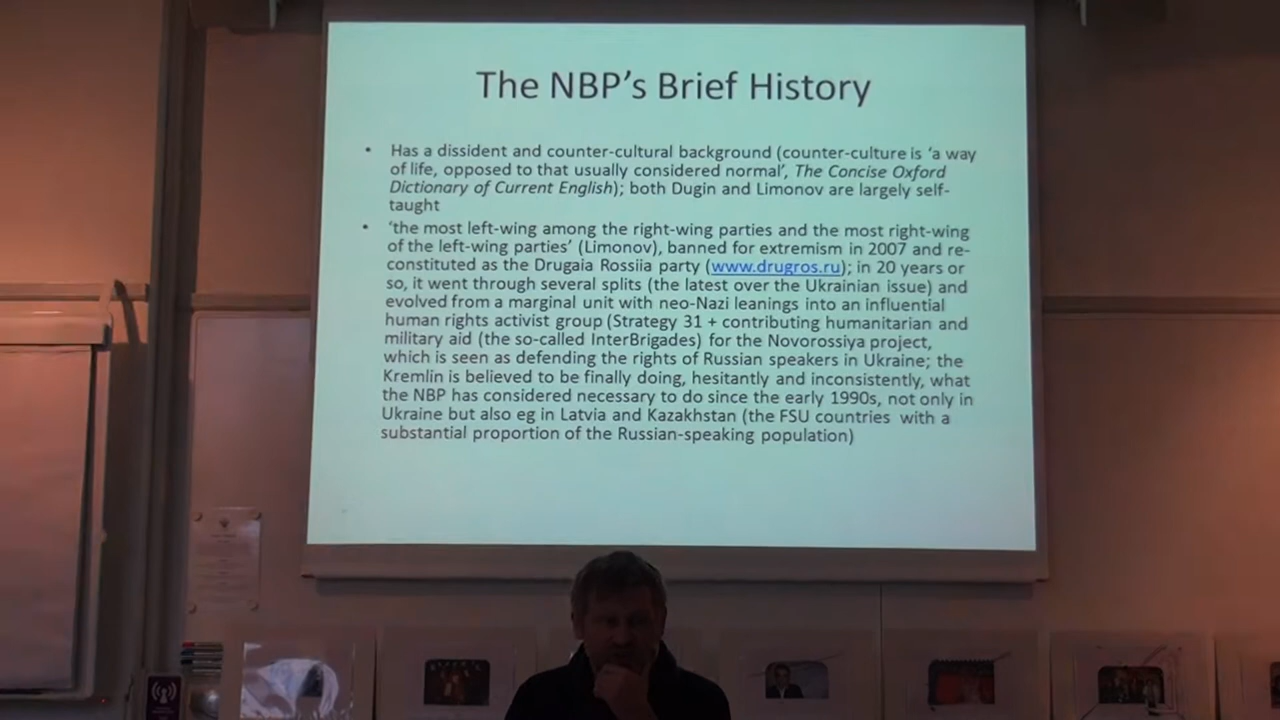 The NBP's Brief History
• Has a dissident and counter-cultural background (counter-culture is 'a way
of life, opposed to that usually considered normal', The Concise Oxford
Dictionary of Current English); both Dugin and Limonov are largely self-
taught
• 'the most left-wing among the right-wing parties and the most right-wing
of the left-wing parties' (Limonov), banned for extremism in 2007 and re-
constituted as the Drugaia Rossiia party (www.drugros.ru); in 20 years or
so, it went through several splits (the latest over the Ukrainian issue) and
evolved from a marginal unit with neo-Nazi leanings into an influential
human rights activist group (Strategy 31 + contributing humanitarian and
military aid (the so-called InterBrigades) for the Novorossiya project,
which is seen as defending the rights of Russian speakers in Ukraine; the
Kremlin is believed to be finally doing, hesitantly and inconsistently, what
the NBP has considered necessary to do since the early 1990s, not only in
Ukraine but also eg in Latvia and Kazakhstan (the FSU countries with a
substantial proportion of the Russian-speaking population)